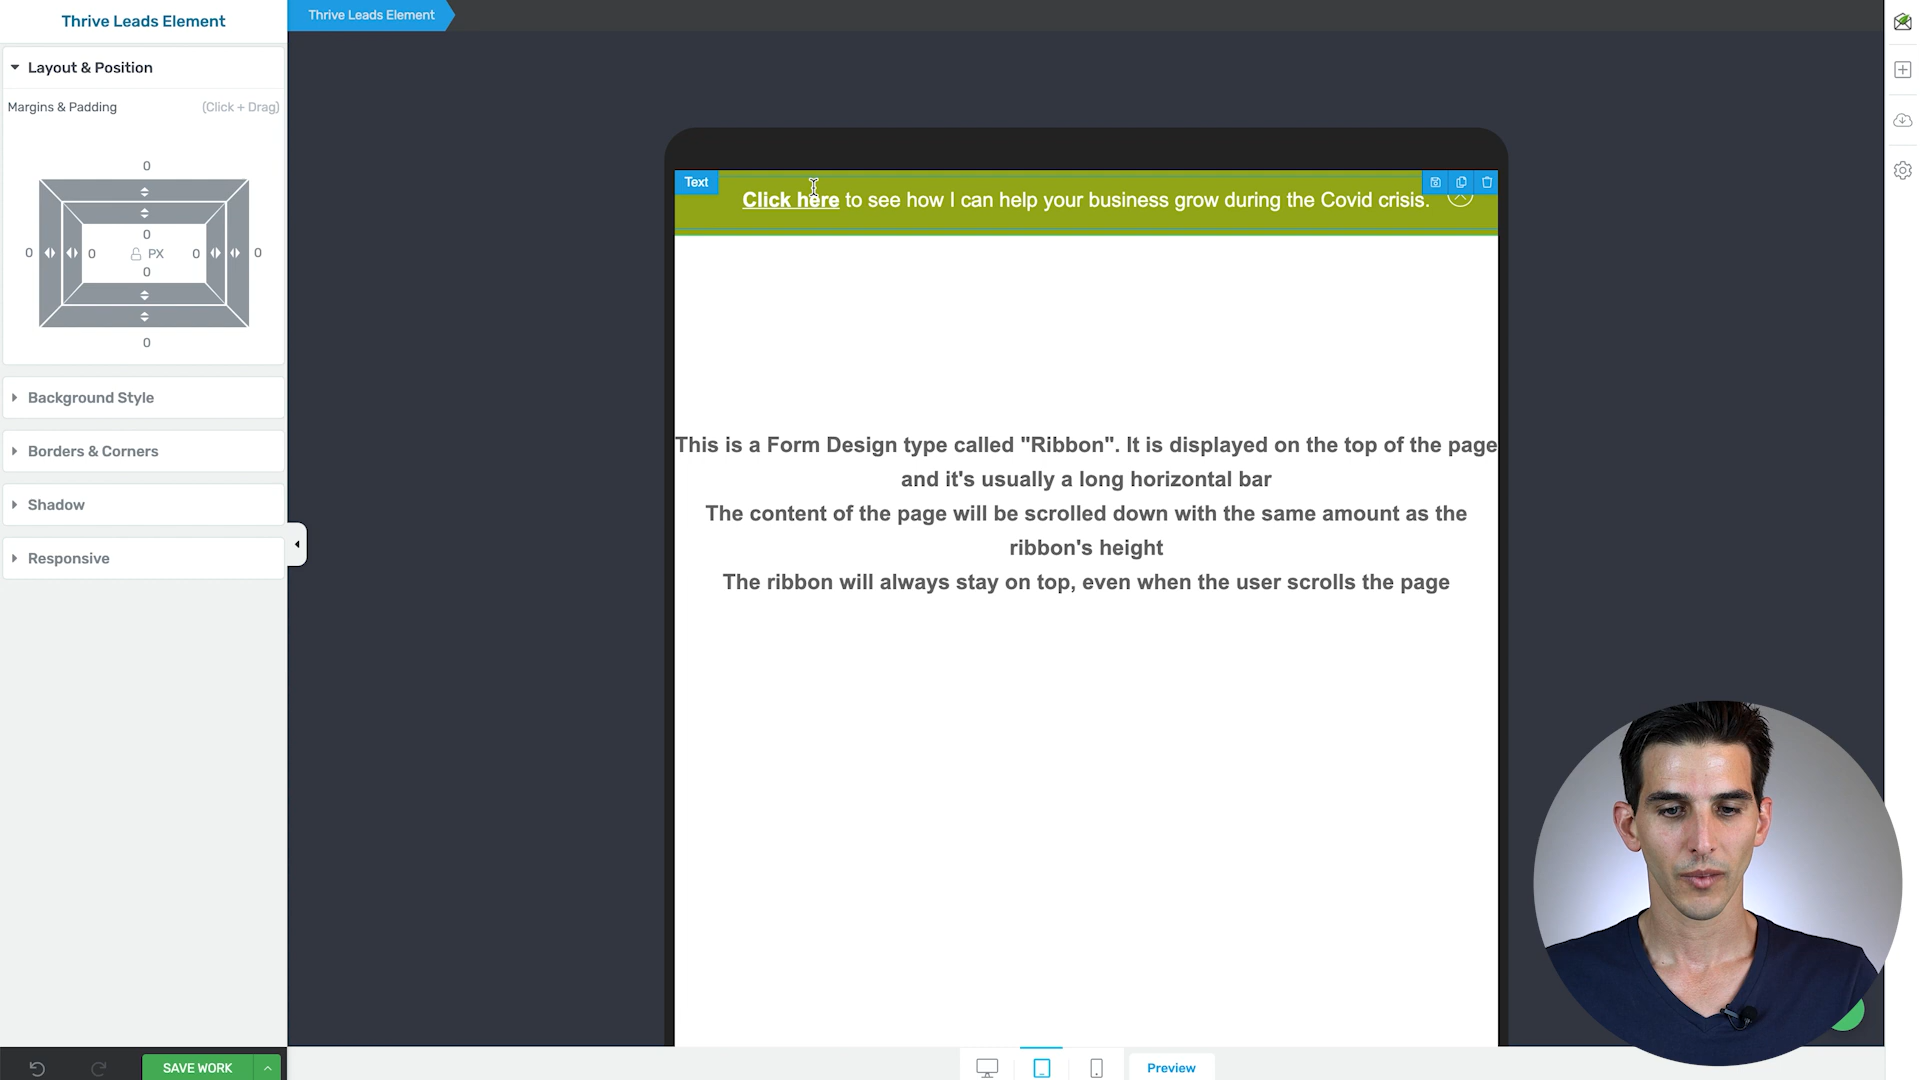 Thrive Leads Element
Thrive Leads Element
Layout & Position
Margins & Padding
(Click + Drag)
0
0
0
0
PX
0
0
0
0
Background Style
Borders & Corners
Shadow
Responsive
SAVE WORK
Text
Click here to see how I can help your business grow during the Covid crisis.
This is a Form Design type called "Ribbon". It is displayed on the top of the page
and it's usually a long horizontal bar
The content of the page will be scrolled down with the same amount as the
ribbon's height
The ribbon will always stay on top, even when the user scrolls the page
Preview